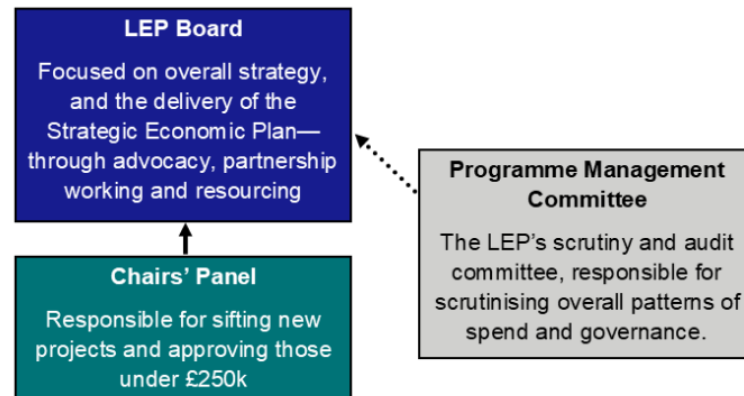 LEP Board
Focused on overall strategy,
and the delivery of the
Strategic Economic Plan—
through advocacy, partnership
working and resourcing
Programme Management
Committee
The LEP's scrutiny and audit
committee, responsible for
scrutinising overall patterns of
spend and governance.
Chairs' Panel
Responsible for sifting new
projects and approving those
under £250k